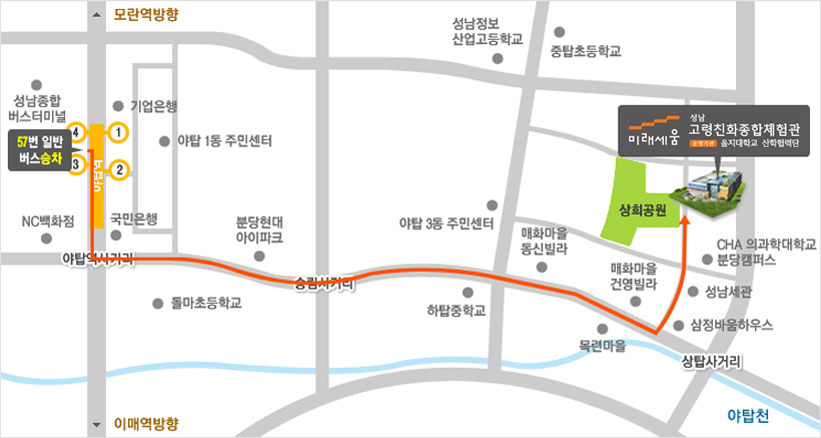 모란역방향
성남정보
산업고등학교
중탑초등학교
성남종합
버스터미널
기업은행
4
1
57번 일반
버스승차
야탑 1동 주민센터
3
2
야탑역
미래세움
성남
고령친화종합체험관
운영기관
을지대학교 산학협력단
상희공원
NC백화점
국민은행
분당현대
아이파크
야탑 3동 주민센터
매화마을
동신빌라
CHA 의과학대학교
분당캠퍼스
야탑역사거리
송림사거리
매화마을
건영빌라
성남세관
돌마초등학교
하탑중학교
삼정바움하우스
목련마을
상탑사거리
이매역방향
야탑천